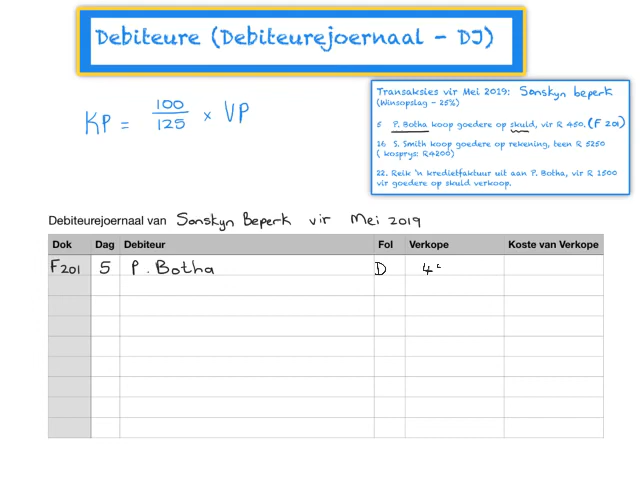 Debiteure (Debiteurejoernaal - DJ)
KP = 100/125 × VP
Transaksies vir Mei 2019: Sonskyn beperk
(Winsopslag - 25%)
5 P. Botha koop goedere op skuld, vir R 450. (F 201)
16 S. Smith koop goedere op rekening, teen R 5250
( kosprys: R4200)
22. Reik 'n kredietfaktuur uit aan P. Botha, vir R 1500
vir goedere op skuld verkoop.
Debiteurejoernaal van Sonskyn Beperk vir Mei 2019
Dok Dag Debiteur Fol Verkope Koste van Verkope
F201 5 P. Botha D 4